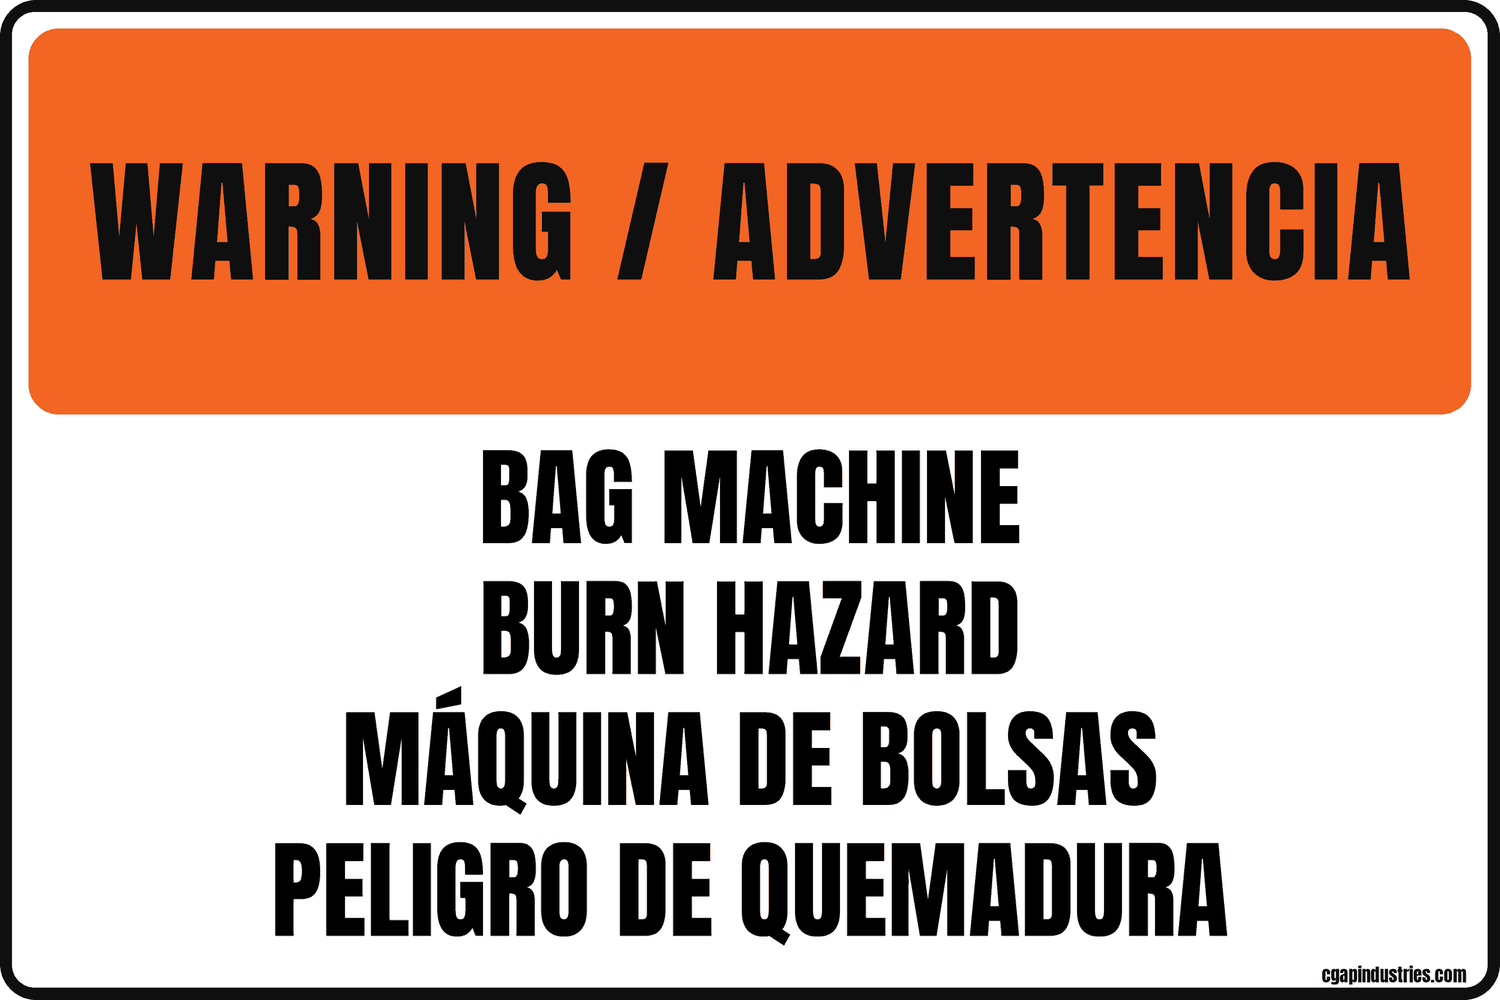 WARNING / ADVERTENCIA
BAG MACHINE
BURN HAZARD
MÁQUINA DE BOLSAS
PELIGRO DE QUEMADURA
cgapindustries.com